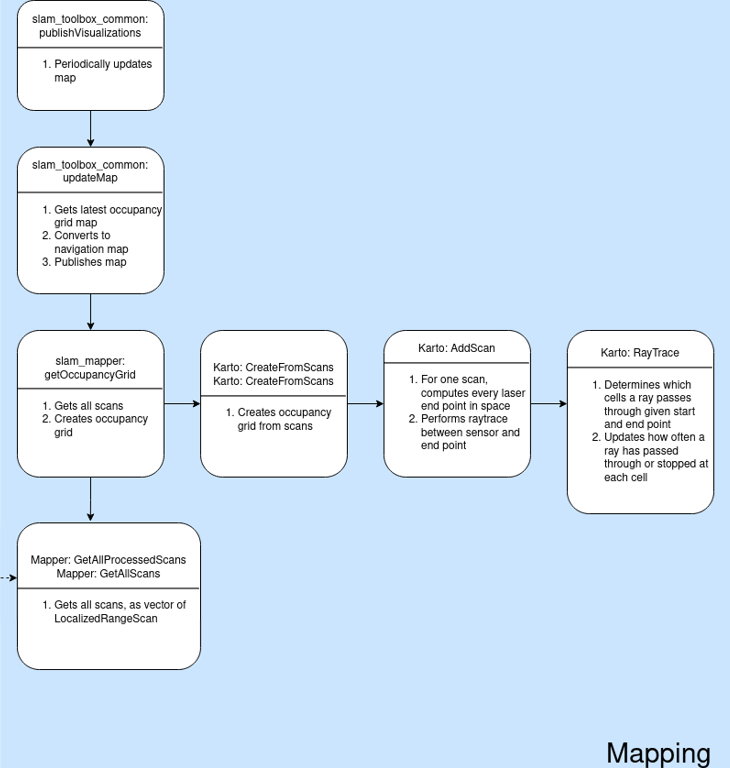 slam_toolbox_common:
publishVisualizations
1. Periodically updates
map
slam_toolbox_common:
updateMap
1. Gets latest occupancy
grid map
2. Converts to
navigation map
3. Publishes map
slam_mapper:
getOccupancyGrid
1. Gets all scans
2. Creates occupancy
grid
Karto: CreateFromScans
Karto: CreateFromScans
1. Creates occupancy
grid from scans
Karto: AddScan
1. For one scan,
computes every laser
end point in space
2. Performs raytrace
between sensor and
end point
Karto: RayTrace
1. Determines which
cells a ray passes
through given start
and end point
2. Updates how often a
ray has passed
through or stopped at
each cell
Mapper: GetAllProcessedScans
Mapper: GetAllScans
1. Gets all scans, as vector of
LocalizedRangeScan
Mapping